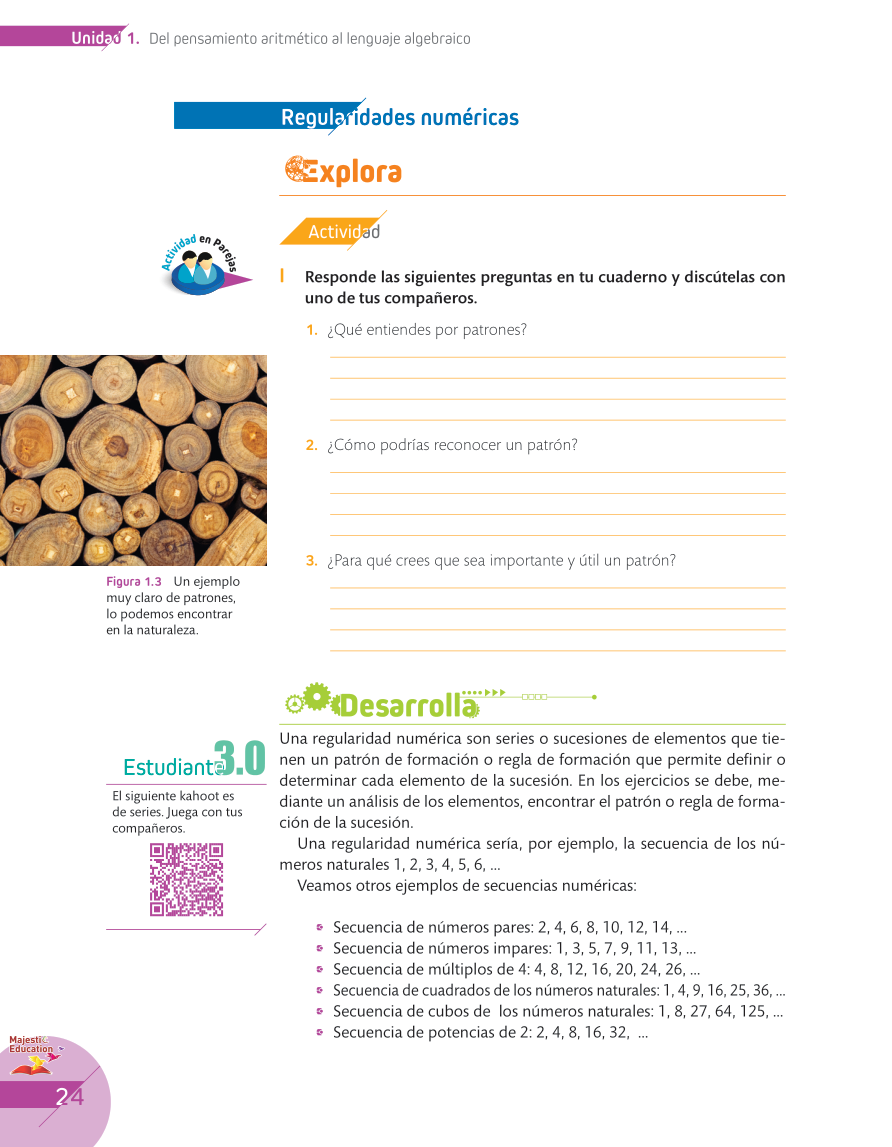 Unidad 1. Del pensamiento aritmético al lenguaje algebraico
Regularidades numéricas
Explora
Actividad
Actividad en Parejas
I Responde las siguientes preguntas en tu cuaderno y discútelas con
uno de tus compañeros.
1. ¿Qué entiendes por patrones?
2. ¿Cómo podrías reconocer un patrón?
3. ¿Para qué crees que sea importante y útil un patrón?
Figura 1.3 Un ejemplo
muy claro de patrones,
lo podemos encontrar
en la naturaleza.
Desarrolla
Una regularidad numérica son series o sucesiones de elementos que tie-
nen un patrón de formación o regla de formación que permite definir o
determinar cada elemento de la sucesión. En los ejercicios se debe, me-
diante un análisis de los elementos, encontrar el patrón o regla de forma-
ción de la sucesión.
Una regularidad numérica sería, por ejemplo, la secuencia de los nú-
meros naturales 1, 2, 3, 4, 5, 6, ...
Veamos otros ejemplos de secuencias numéricas:
Secuencia de números pares: 2, 4, 6, 8, 10, 12, 14, ...
Secuencia de números impares: 1, 3, 5, 7, 9, 11, 13, ...
Secuencia de múltiplos de 4: 4, 8, 12, 16, 20, 24, 26, ...
Secuencia de cuadrados de los números naturales: 1, 4, 9, 16, 25, 36, ...
Secuencia de cubos de los números naturales: 1, 8, 27, 64, 125, ...
Secuencia de potencias de 2: 2, 4, 8, 16, 32, ...
Estudiante 3.0
El siguiente kahoot es
de series. Juega con tus
compañeros.
Majestic
Education
24